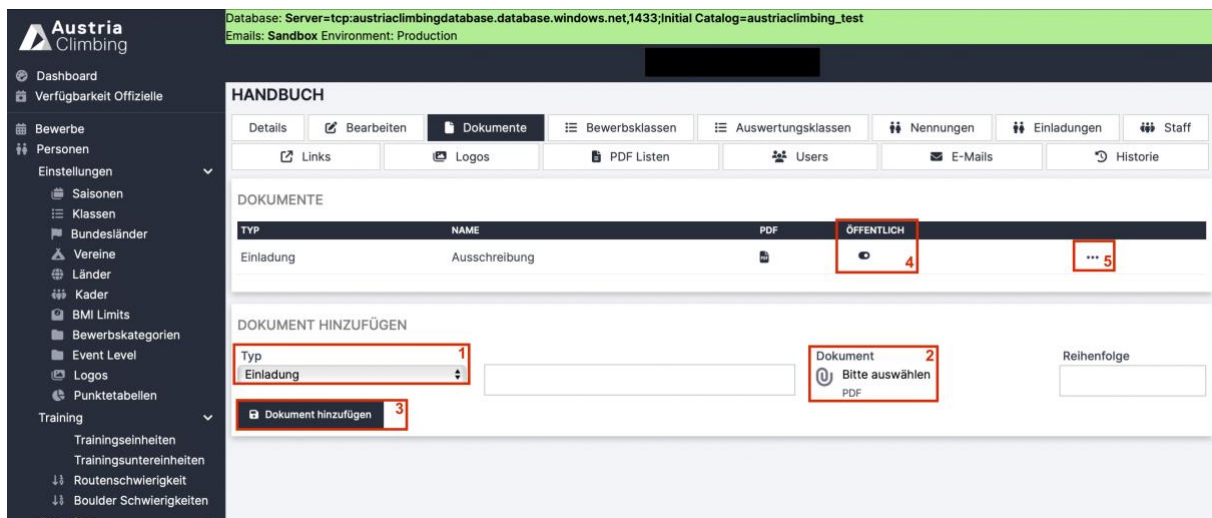 Austria
Climbing
Database: Server=tcp:austriaclimbingdatabase.database.windows.net,1433;Initial Catalog=austriaclimbing_test
Emails: Sandbox Environment: Production
Dashboard
Verfügbarkeit Offizielle
Bewerbe
Personen
Einstellungen
Saisonen
Klassen
Bundesländer
Vereine
Länder
Kader
BMI Limits
Bewerbskategorien
Event Level
Logos
Punktetabellen
Training
Trainingseinheiten
Trainingsuntereinheiten
Routenschwierigkeit
Boulder Schwierigkeiten
HANDBUCH
Details Bearbeiten Dokumente Bewerbsklassen Auswertungsklassen Nennungen Einladungen Staff
Links Logos PDF Listen Users E-Mails Historie
DOKUMENTE
TYP NAME PDF ÖFFENTLICH
Einladung Ausschreibung 4 ... 5
DOKUMENT HINZUFÜGEN
Typ 1 Dokument 2 Reihenfolge
Einladung Bitte auswählen
PDF
Dokument hinzufügen 3